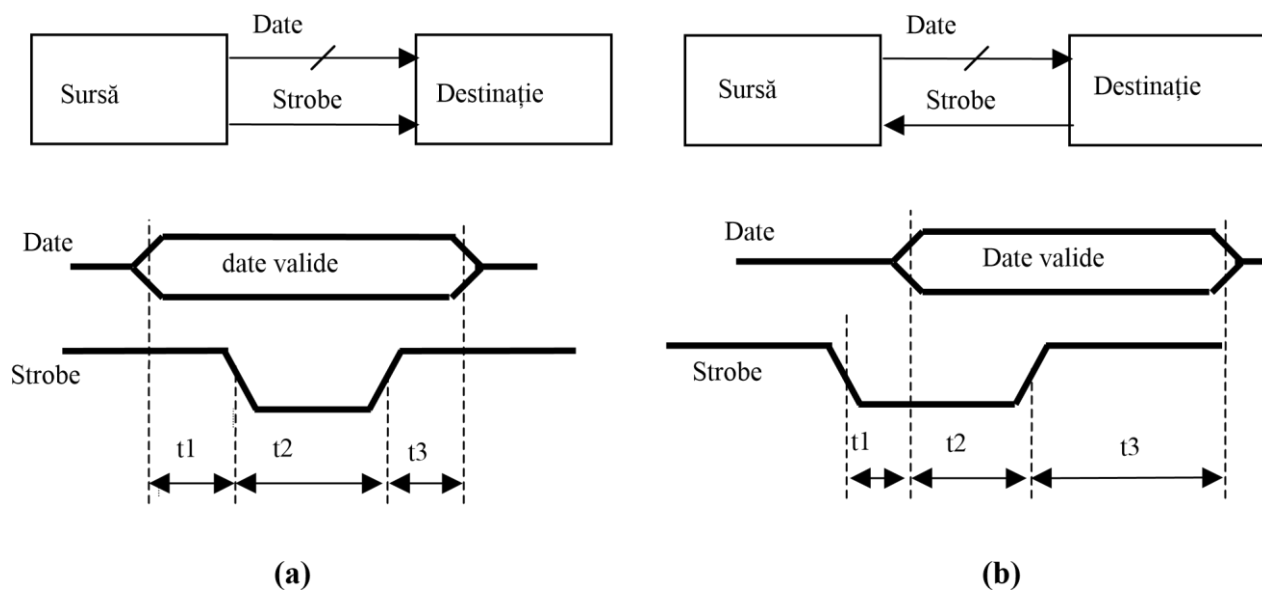 Date
Sursă
Strobe
Destinație
Date
date valide
Strobe
t1
t2
t3
(a)
Date
Sursă
Strobe
Destinație
Date
Date valide
Strobe
t1
t2
t3
(b)